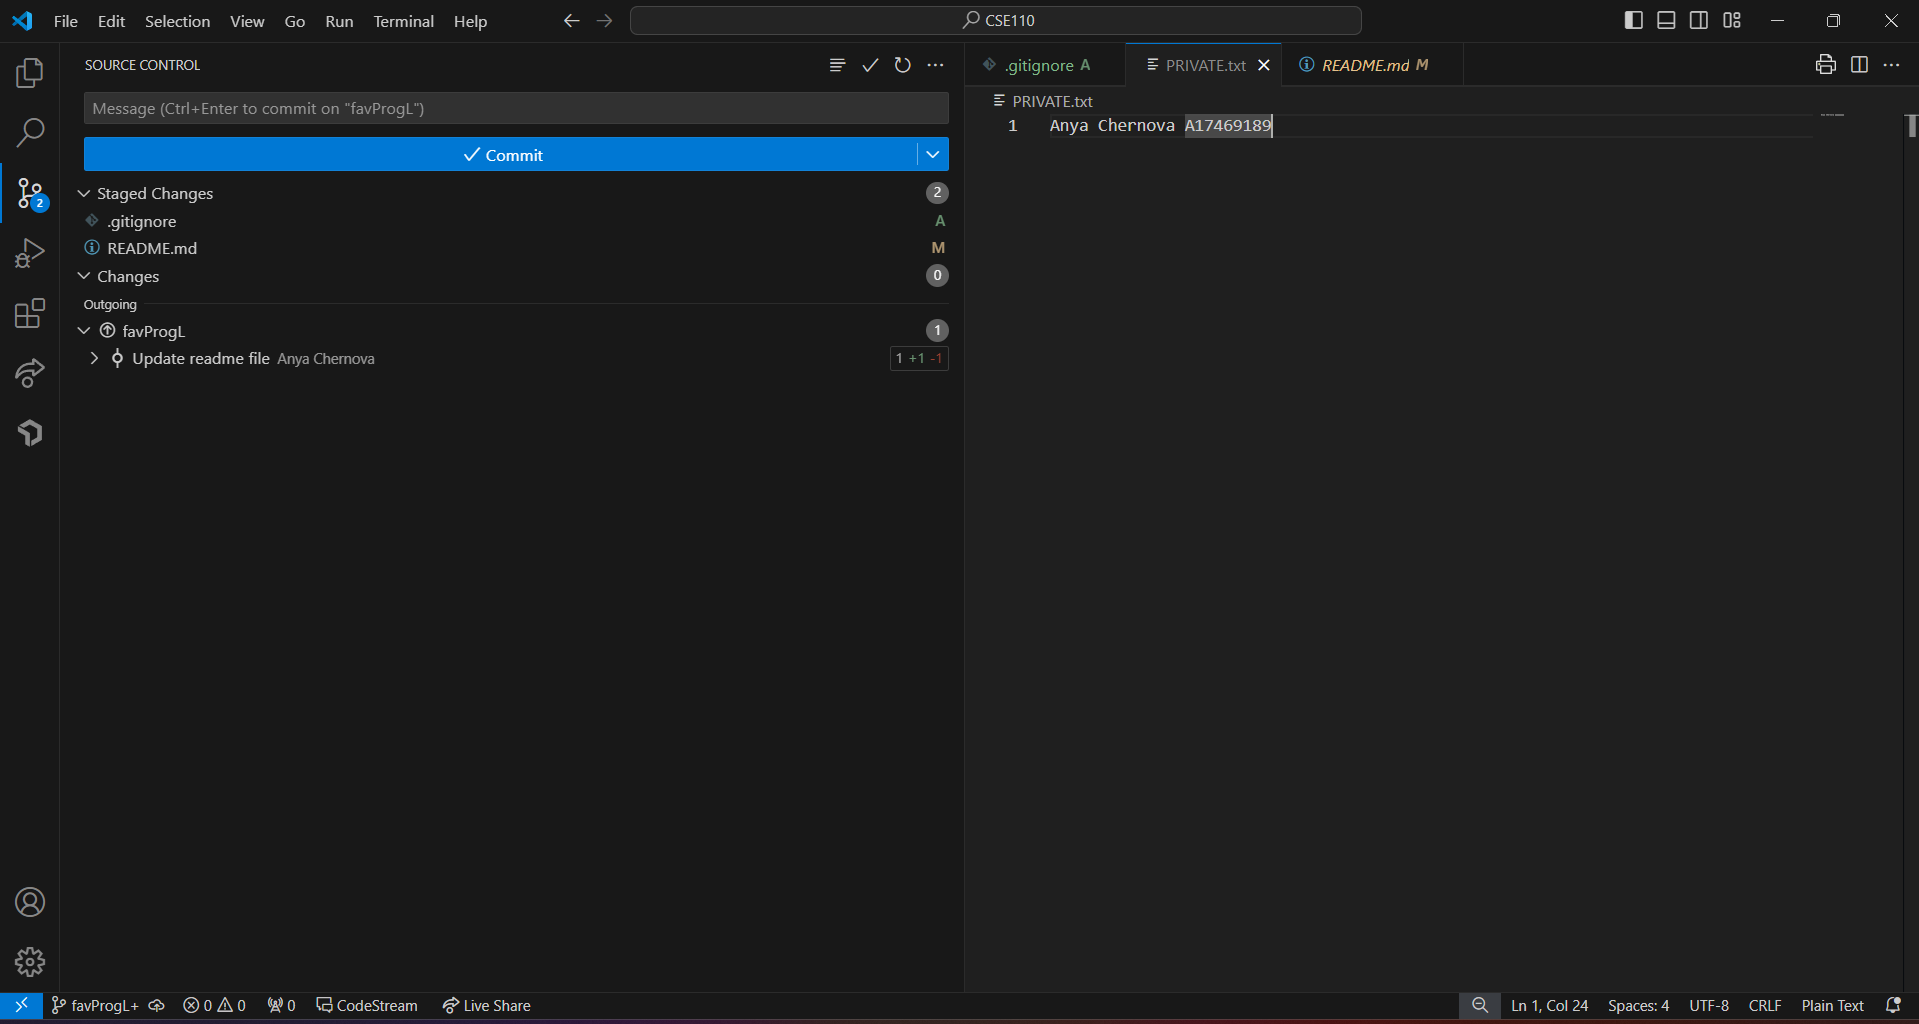 File Edit Selection View Go Run Terminal Help
CSE110
SOURCE CONTROL
Message (Ctrl+Enter to commit on "favProgL")
Commit
Staged Changes 2
.gitignore A
README.md M
Changes 0
Outgoing
favProgL 1
Update readme file Anya Chernova 1 +1 -1
2
.gitignore A
PRIVATE.txt
README.md M
PRIVATE.txt
1 Anya Chernova A17469189
favProgL+ 0 0 0 CodeStream Live Share
Ln 1, Col 24 Spaces: 4 UTF-8 CRLF Plain Text